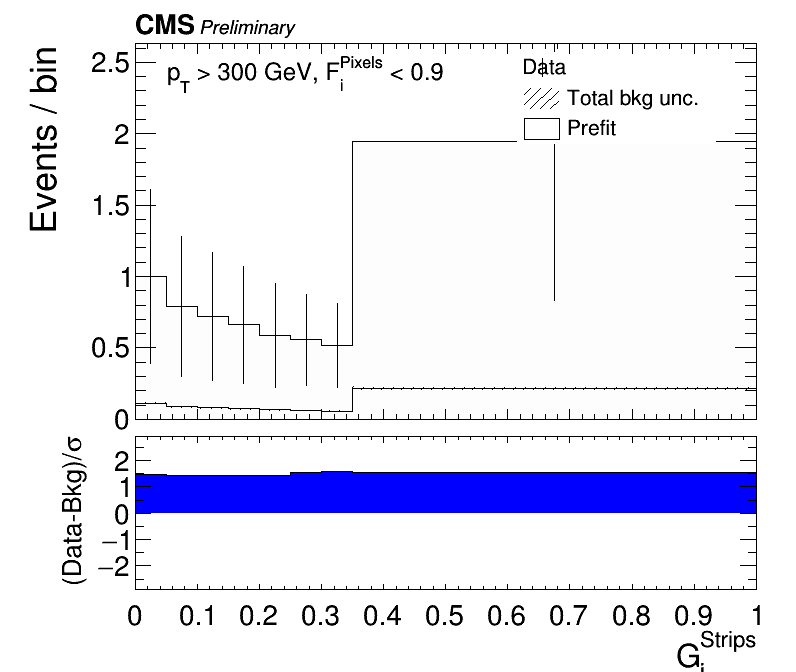 CMS Preliminary
Events / bin
2.5
2
1.5
1
0.5
0
p_T > 300 GeV, F_i^Pixels < 0.9
Data
Total bkg unc.
Prefit
(Data-Bkg)/σ
2
1
0
−1
−2
0 0.1 0.2 0.3 0.4 0.5 0.6 0.7 0.8 0.9 1
G_i^Strips